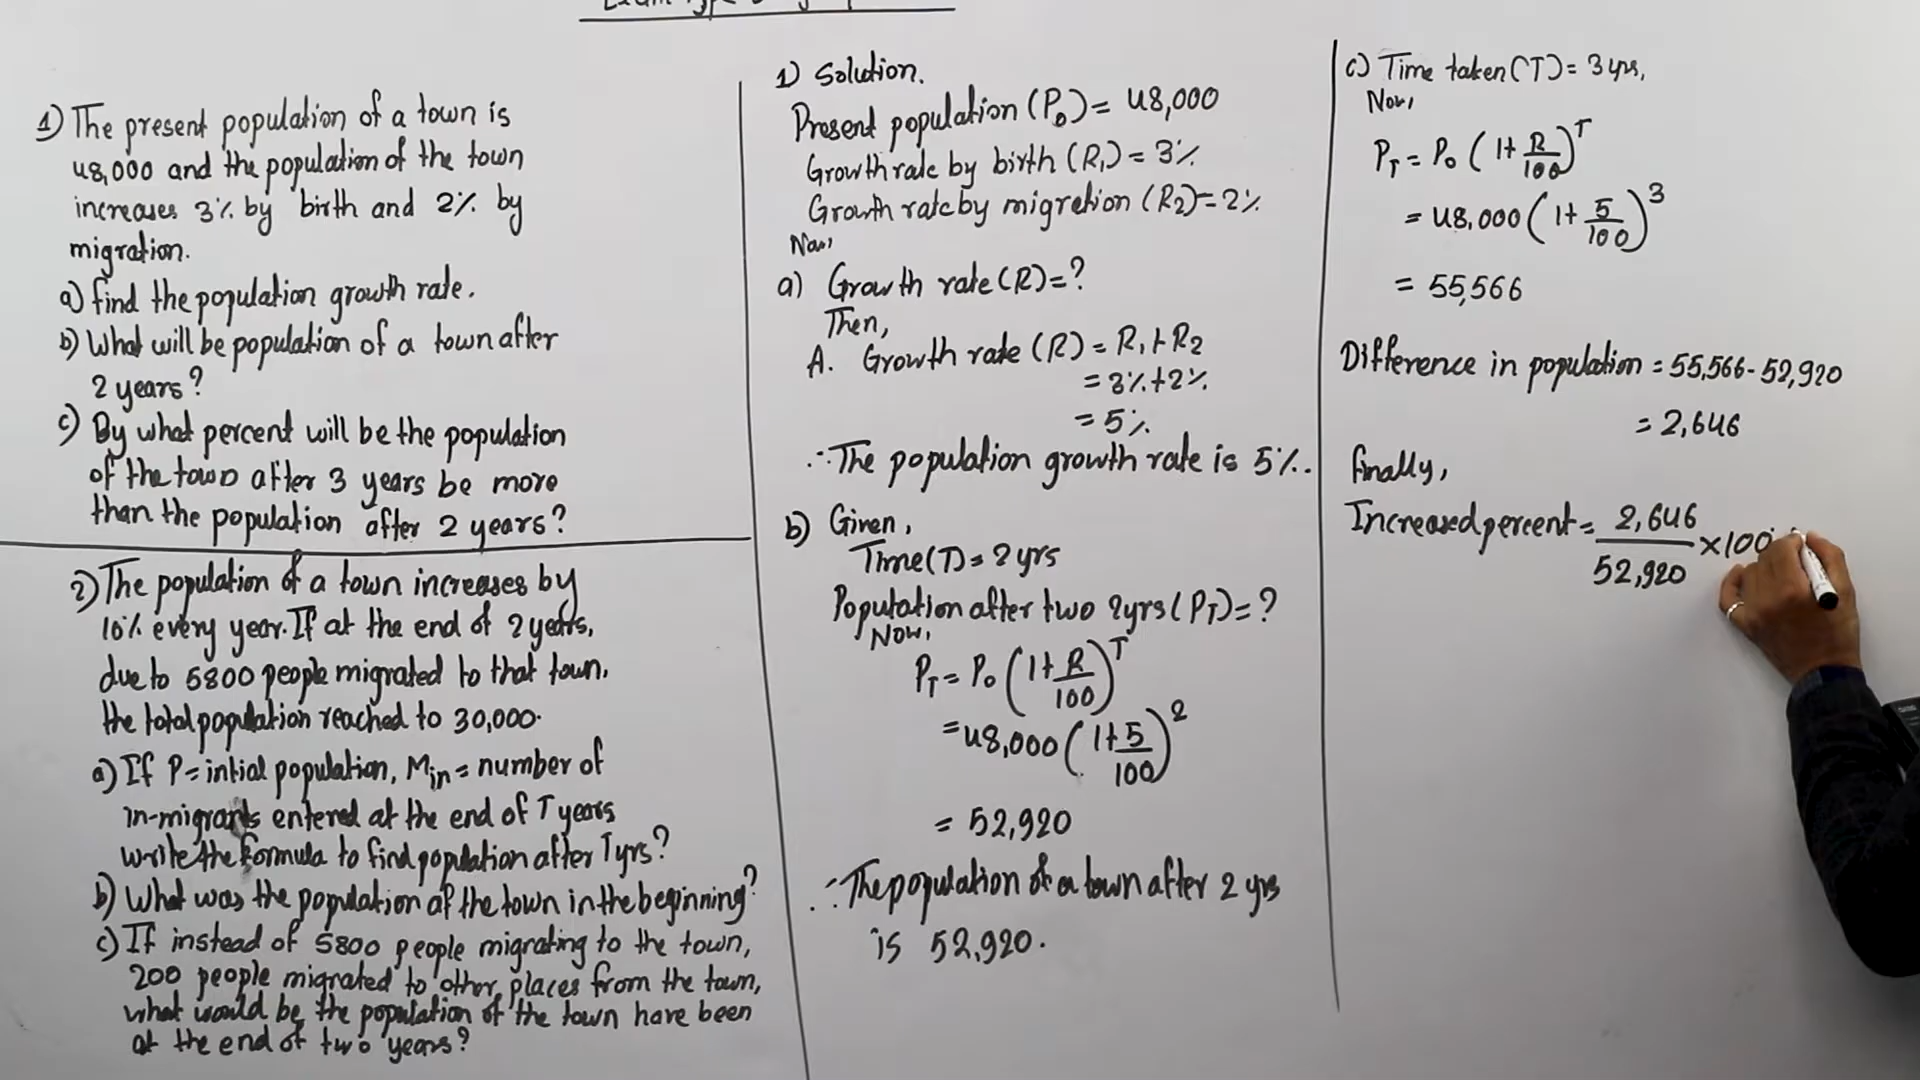 1) The present population of a town is
48,000 and the population of the town
increases 3% by birth and 2% by
migration.
a) find the population growth rate.
b) What will be population of a town after
2 years?
c) By what percent will be the population
of the town after 3 years be more
than the population after 2 years?
2) The population of a town increases by
10% every year. If at the end of 2 years,
due to 5800 people migrated to that town,
the total population reached to 30,000.
a) If P = intial population, Min = number of
in-migrants entered at the end of T years
write the formula to find population after T yrs?
b) What was the population of the town in the beginning?
c) If instead of 5800 people migrating to the town,
200 people migrated to other places from the town,
what would be the population of the town have been
at the end of two years?
1) Solution.
Present population (P₀) = 48,000
Growth rate by birth (R₁) = 3%
Growth rate by migration (R2) = 2%
Now,
a) Growth rate (R) = ?
Then,
A. Growth rate (R) = R₁ + R2
= 3% + 2%
= 5%
∴ The population growth rate is 5%.
b) Given,
Time (T) = 2 yrs
Population after two 2yrs (PT) = ?
Now,
PT = P₀ (1 + R/100)^T
= 48,000 (1 + 5/100)^2
= 52,920
∴ The population of a town after 2 yrs
is 52,920.
c) Time taken (T) = 3 yrs,
Now,
PT = P₀ (1 + R/100)^T
= 48,000 (1 + 5/100)^3
= 55,566
Difference in population = 55,566 - 52,920
= 2,646
finally,
Increased percent = 2,646/52,920 × 100